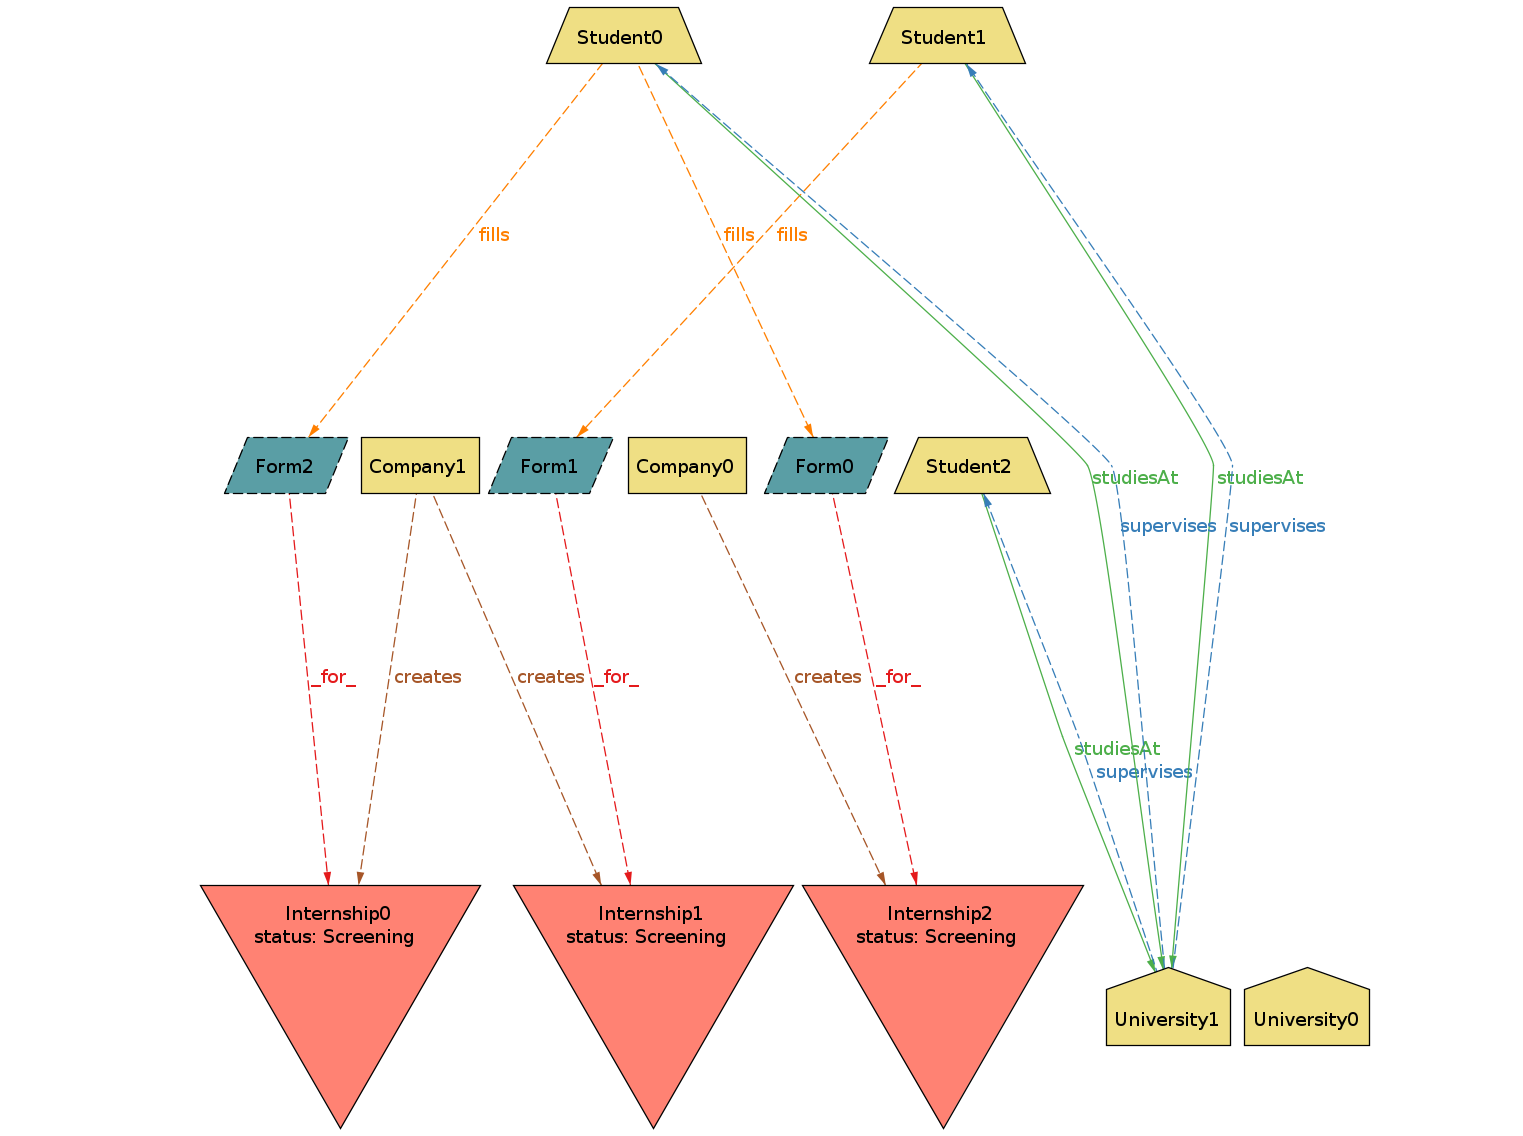 Student0
Student1
fills
fills
fills
Form2
Company1
Form1
Company0
Form0
Student2
studiesAt
studiesAt
supervises
supervises
_for_
creates
creates
_for_
creates
_for_
studiesAt
supervises
Internship0
status: Screening
Internship1
status: Screening
Internship2
status: Screening
University1
University0